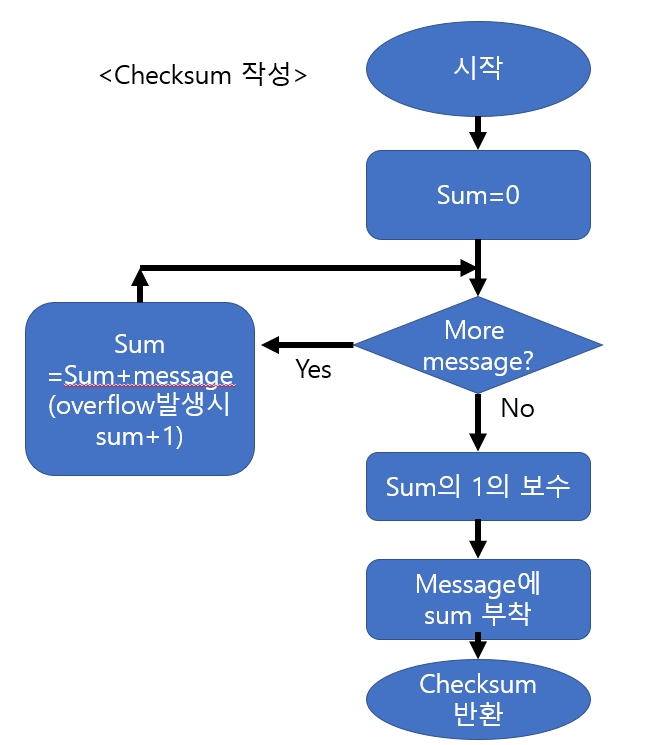 <Checksum 작성>
시작
Sum=0
More
message?
Yes
Sum
=Sum+message
(overflow발생시
sum+1)
No
Sum의 1의 보수
Message에
sum 부착
Checksum
반환